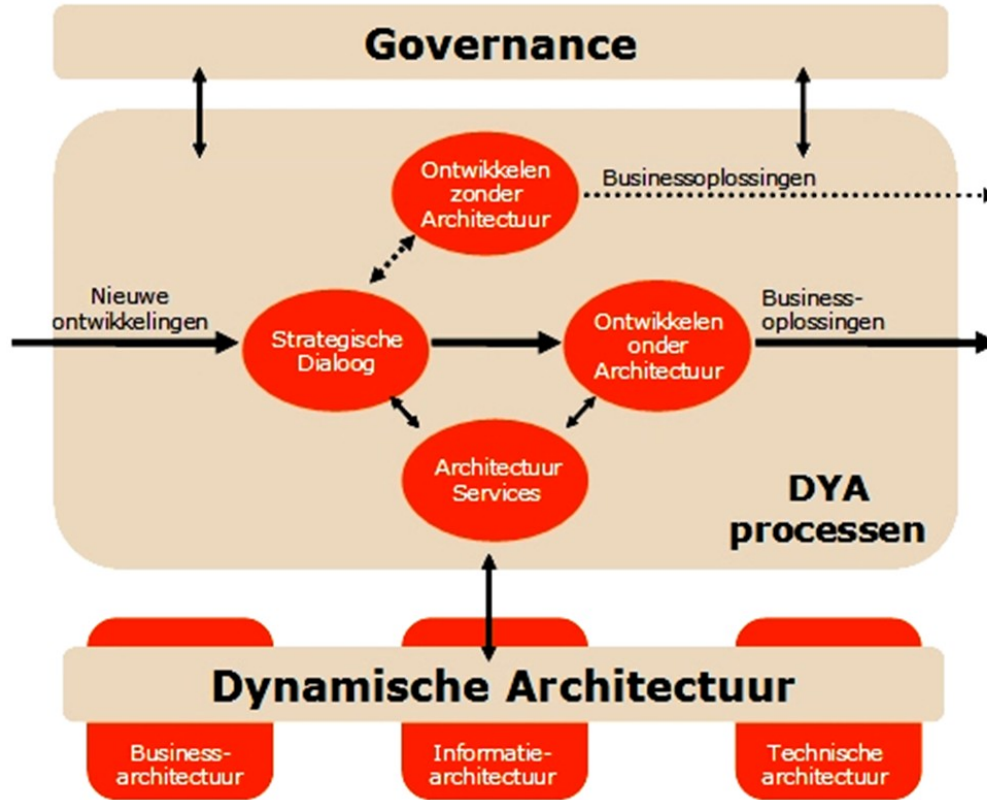 Governance
Ontwikkelen
zonder
Architectuur
Businessoplossingen
Nieuwe
ontwikkelingen
Strategische
Dialoog
Ontwikkelen
onder
Architectuur
Business-
oplossingen
Architectuur
Services
DYA
processen
Dynamische Architectuur
Business-
architectuur
Informatie-
architectuur
Technische
architectuur